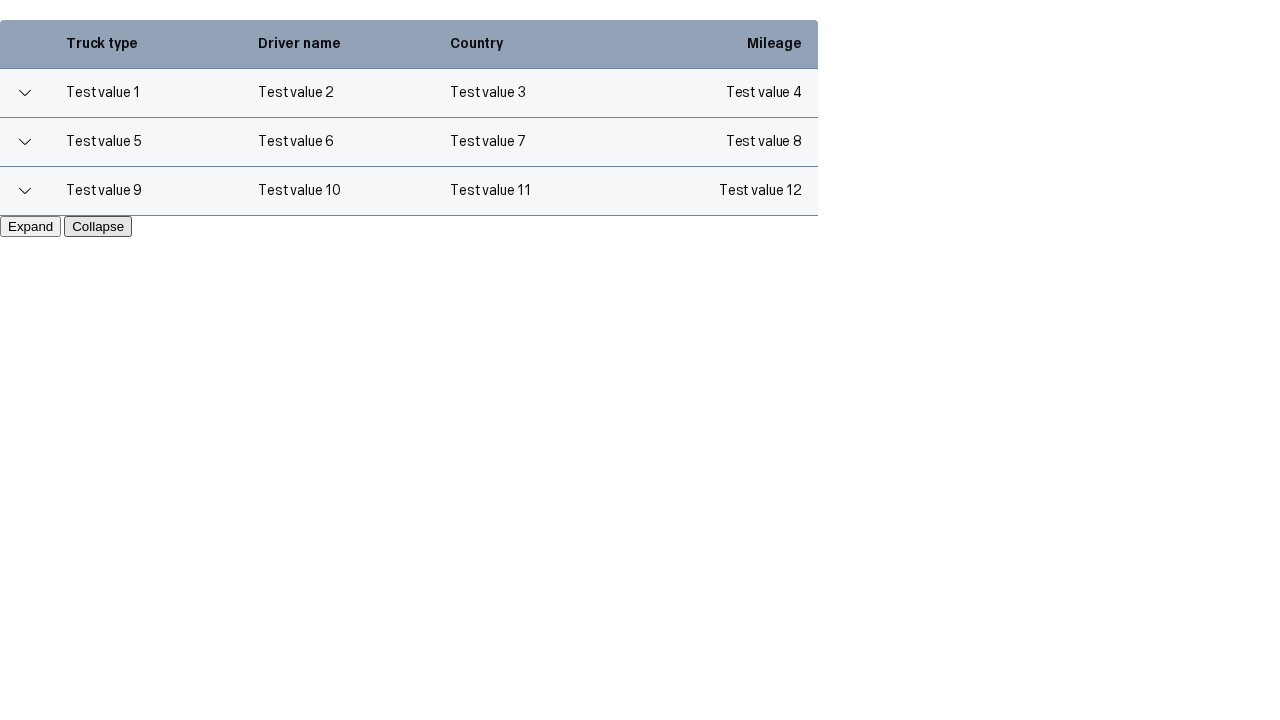 Truck type Driver name Country Mileage
Test value 1 Test value 2 Test value 3 Test value 4
Test value 5 Test value 6 Test value 7 Test value 8
Test value 9 Test value 10 Test value 11 Test value 12
Expand Collapse